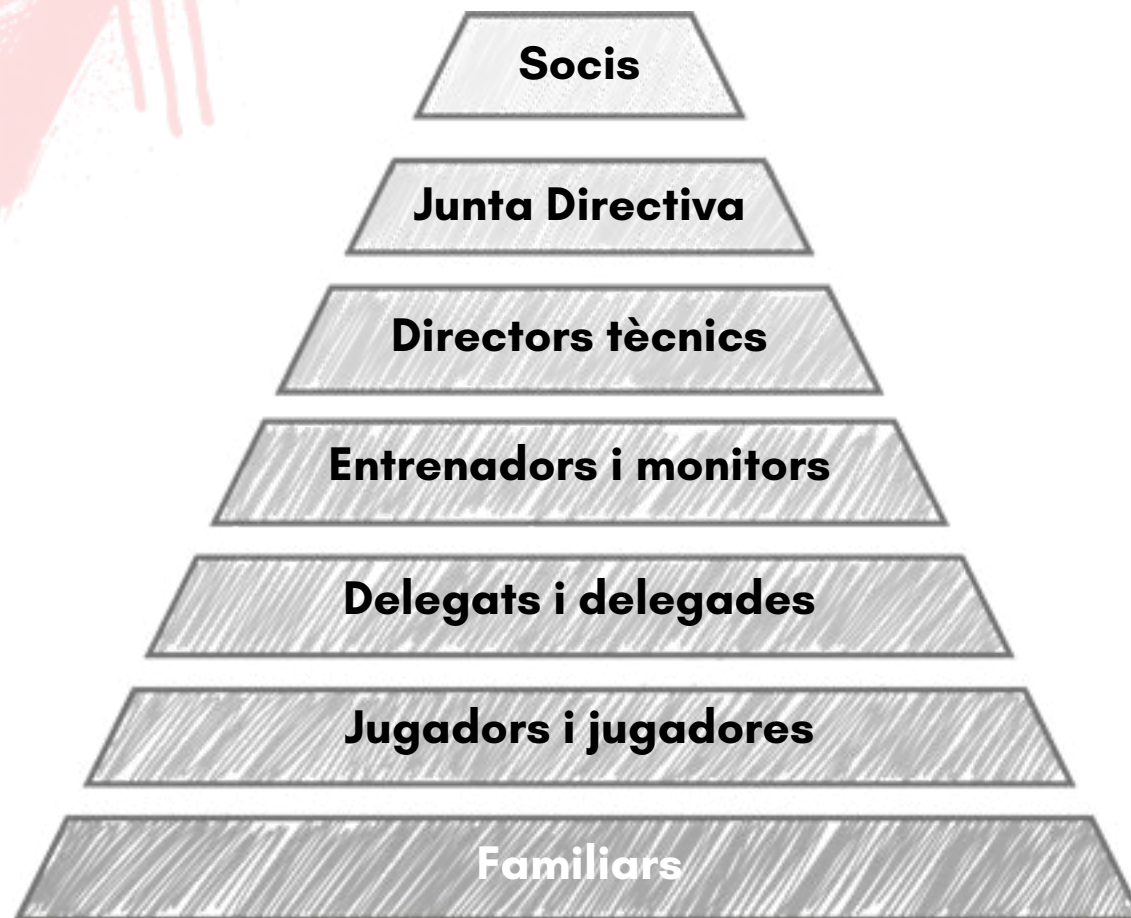 Socis
Junta Directiva
Directors tècnics
Entrenadors i monitors
Delegats i delegades
Jugadors i jugadores
Familiars